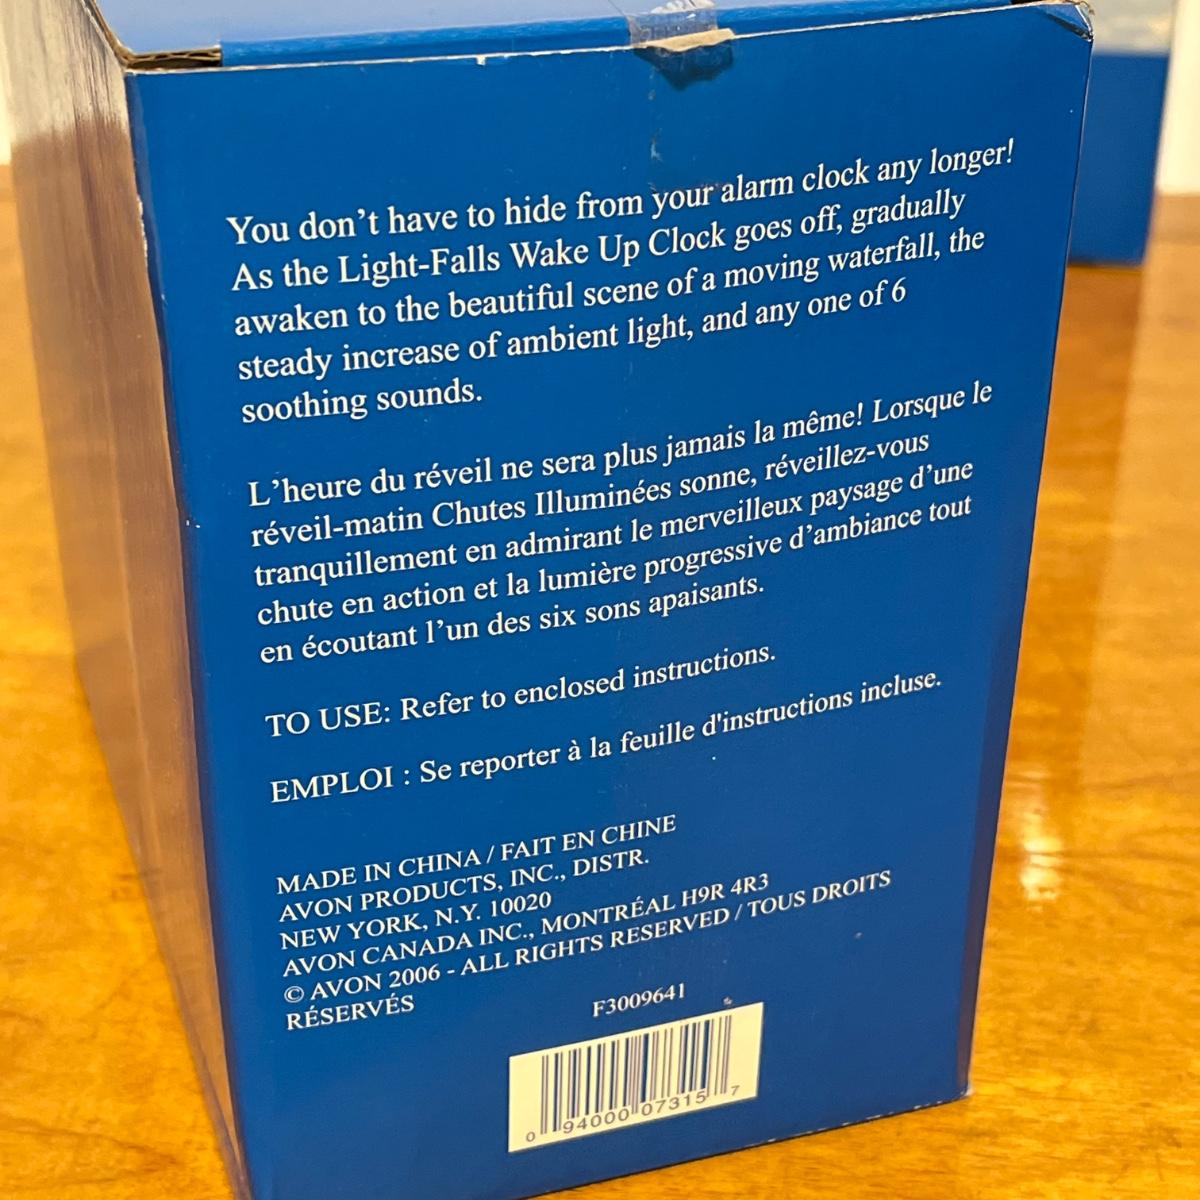 You don't have to hide from your alarm clock any longer!
As the Light-Falls Wake Up Clock goes off, gradually
awaken to the beautiful scene of a moving waterfall, the
steady increase of ambient light, and any one of 6
soothing sounds.
L'heure du réveil ne sera plus jamais la même! Lorsque le
réveil-matin Chutes Illuminées sonne, réveillez-vous
tranquillement en admirant le merveilleux paysage d'une
chute en action et la lumière progressive d'ambiance tout
en écoutant l'un des six sons apaisants.
TO USE: Refer to enclosed instructions.
EMPLOI : Se reporter à la feuille d'instructions incluse.
MADE IN CHINA / FAIT EN CHINE
AVON PRODUCTS, INC., DISTR.
NEW YORK, N.Y. 10020
AVON CANADA INC., MONTRÉAL H9R 4R3
© AVON 2006 - ALL RIGHTS RESERVED / TOUS DROITS
RÉSERVÉS
F3009641
0 94000 07315 7